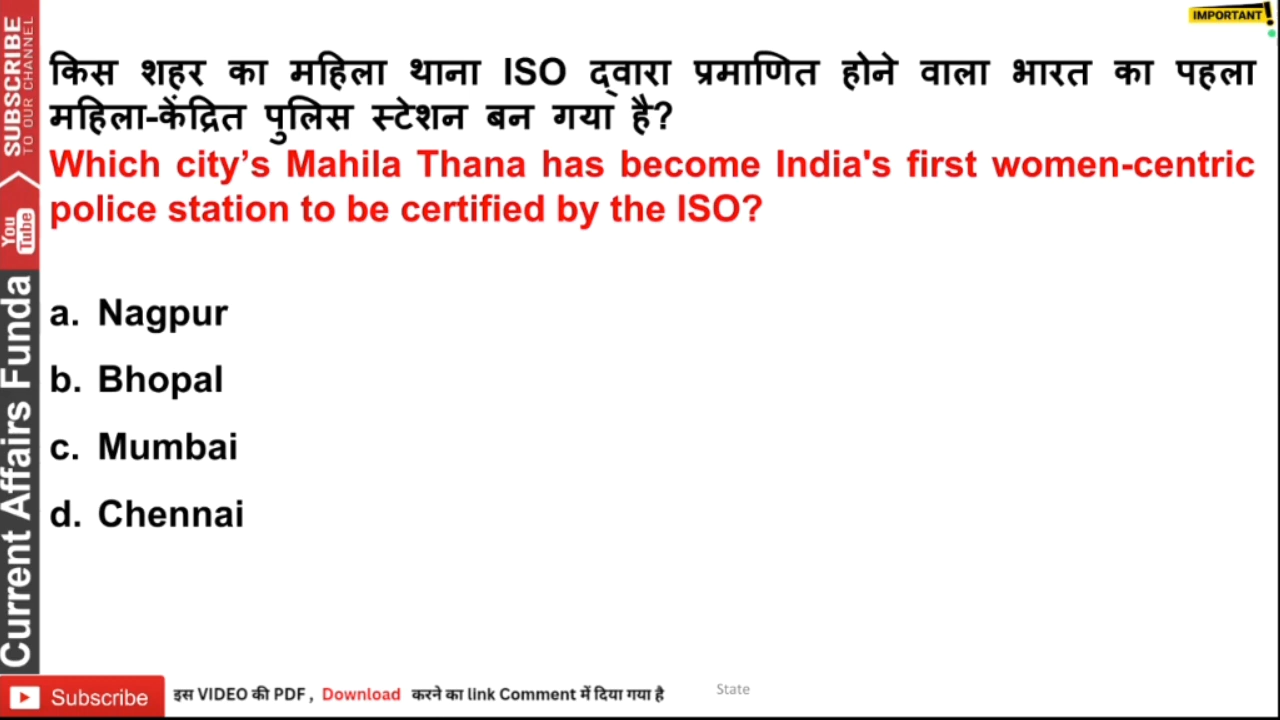 IMPORTANT!
किस शहर का महिला थाना ISO द्वारा प्रमाणित होने वाला भारत का पहला
महिला-केंद्रित पुलिस स्टेशन बन गया है?
Which city’s Mahila Thana has become India's first women-centric
police station to be certified by the ISO?
a. Nagpur
b. Bhopal
c. Mumbai
d. Chennai
SUBSCRIBE
TO OUR CHANNEL
You
Tube
Current Affairs Funda
Subscribe
इस VIDEO की PDF , Download करने का link Comment में दिया गया है
State